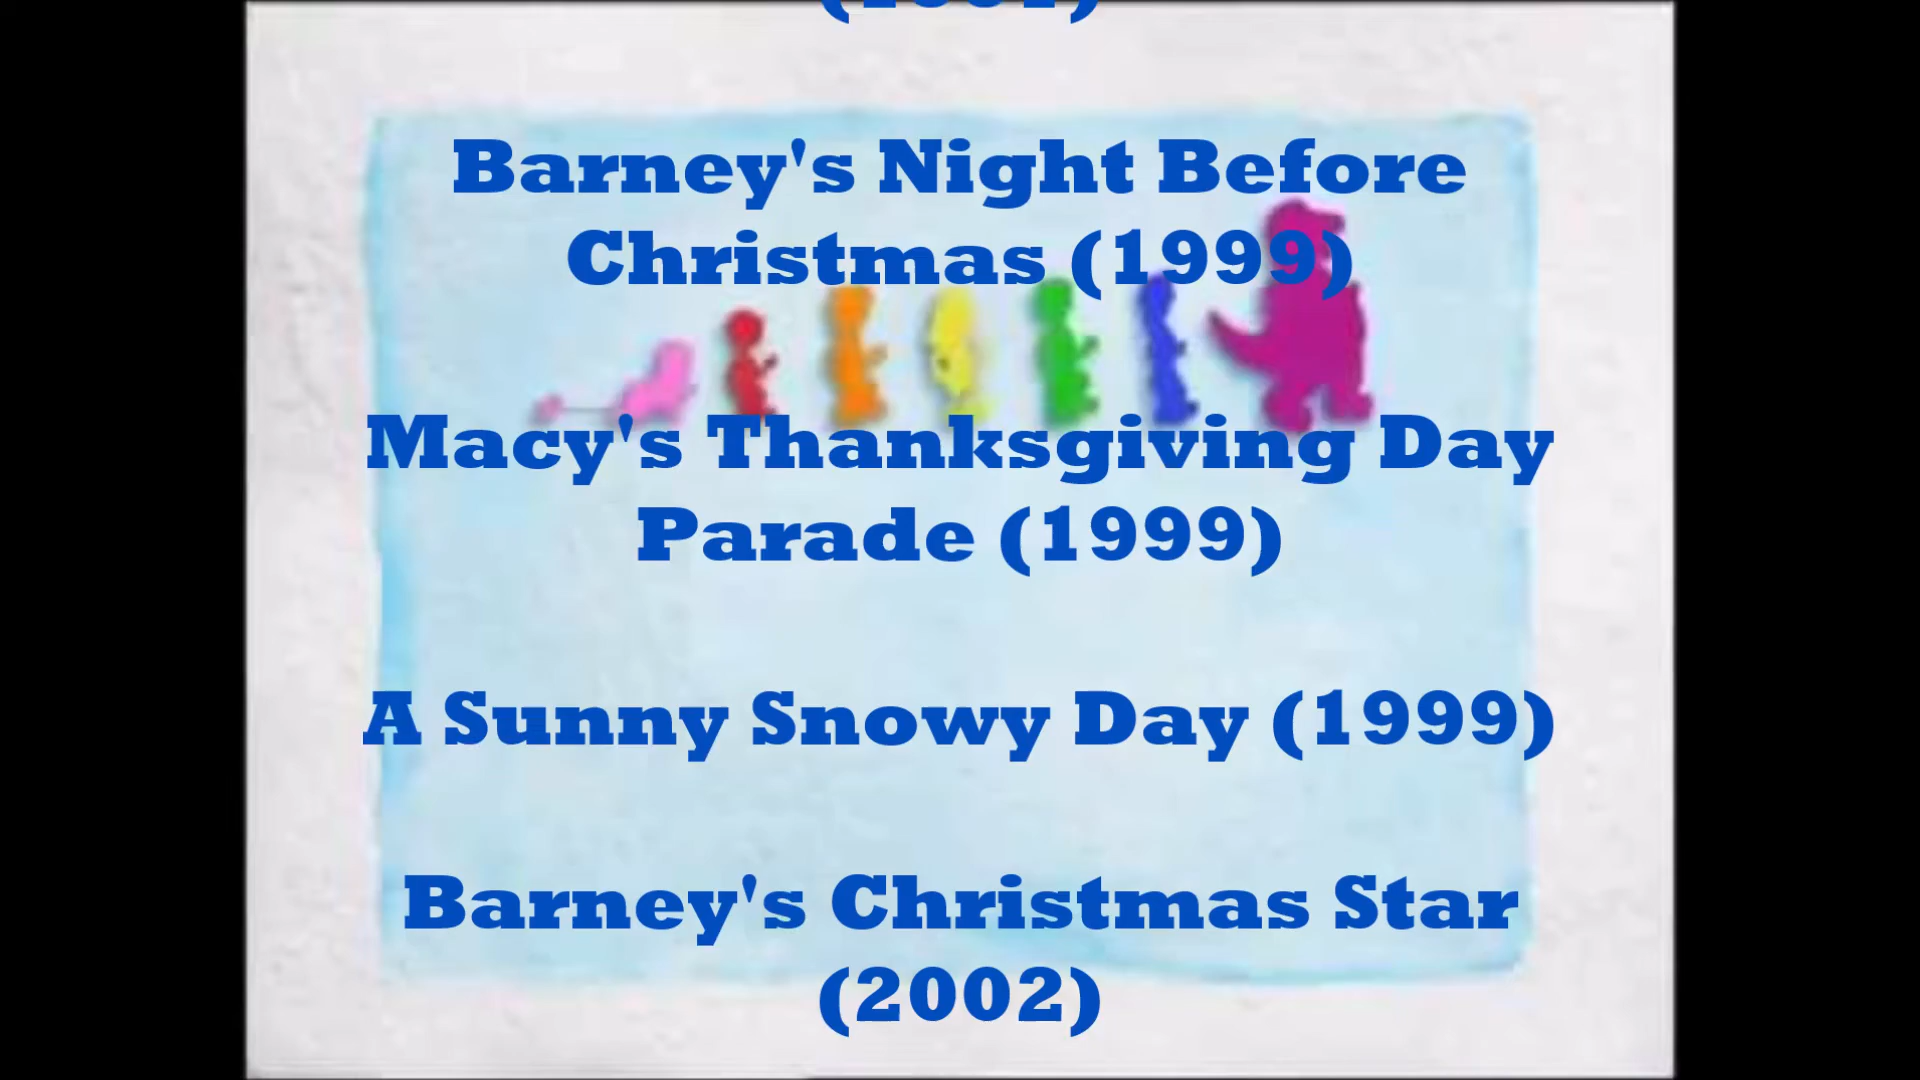 Barney's Night Before
Christmas (1999)
Macy's Thanksgiving Day
Parade (1999)
A Sunny Snowy Day (1999)
Barney's Christmas Star
(2002)